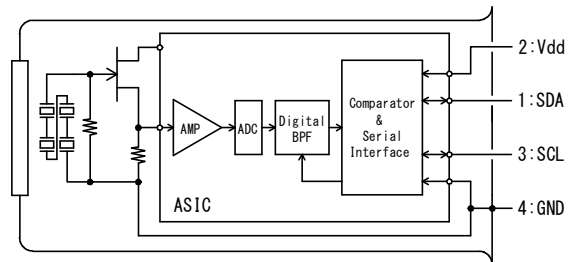 2:Vdd
1:SDA
3:SCL
4:GND
AMP
ADC
Digital
BPF
Comparator
&
Serial
Interface
ASIC